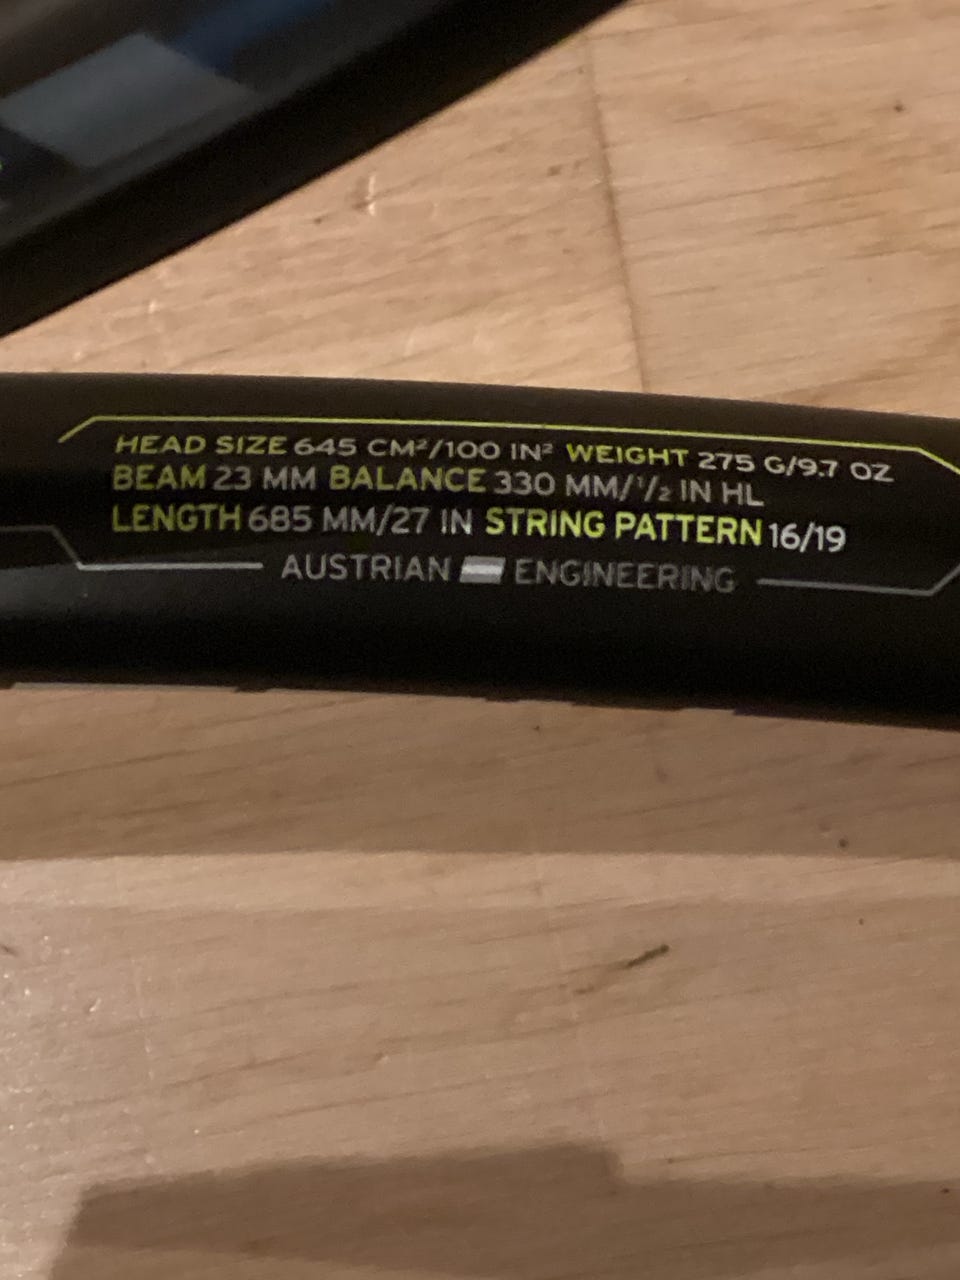 HEAD SIZE 645 CM²/100 IN² WEIGHT 275 G/9.7 OZ
BEAM 23 MM BALANCE 330 MM/½ IN HL
LENGTH 685 MM/27 IN STRING PATTERN 16/19
AUSTRIAN ENGINEERING